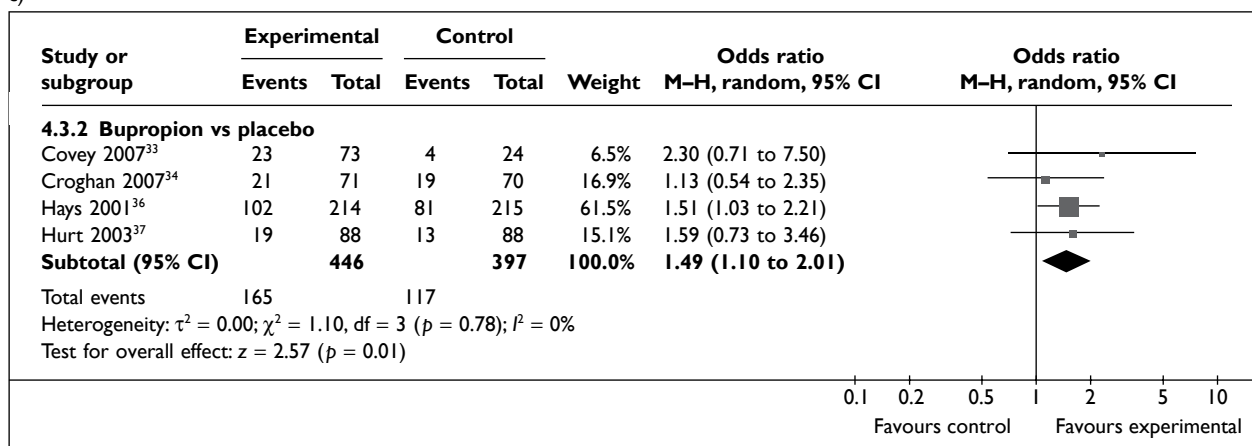 Experimental Control
Study or subgroup Events Total Events Total Weight Odds ratio M–H, random, 95% CI Odds ratio M–H, random, 95% CI
4.3.2 Bupropion vs placebo
Covey 2007³³ 23 73 4 24 6.5% 2.30 (0.71 to 7.50)
Croghan 2007³⁴ 21 71 19 70 16.9% 1.13 (0.54 to 2.35)
Hays 2001³⁶ 102 214 81 215 61.5% 1.51 (1.03 to 2.21)
Hurt 2003³⁷ 19 88 13 88 15.1% 1.59 (0.73 to 3.46)
Subtotal (95% CI) 446 397 100.0% 1.49 (1.10 to 2.01)
Total events 165 117
Heterogeneity: τ² = 0.00; χ² = 1.10, df = 3 (p = 0.78); I² = 0%
Test for overall effect: z = 2.57 (p = 0.01)
0.1 0.2 0.5 1 2 5 10
Favours control Favours experimental